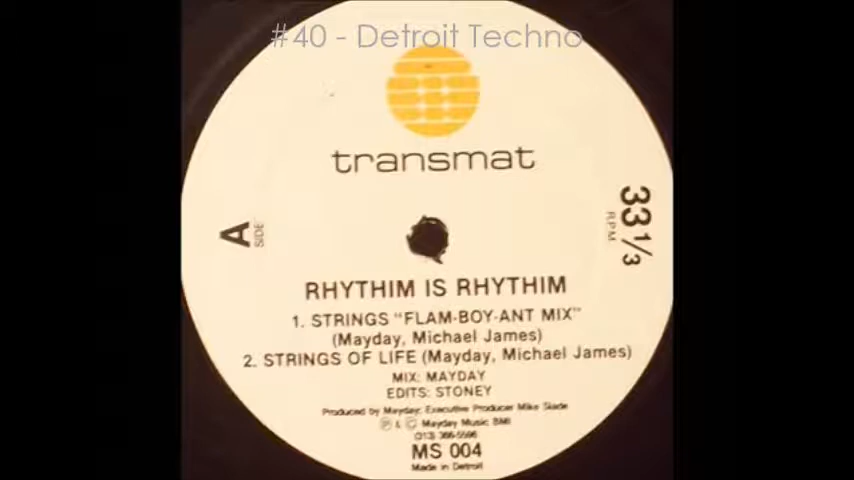 #40 - Detroit Techno
transmat
A
SIDE
33 1/3
R.P.M.
RHYTHIM IS RHYTHIM
1. STRINGS "FLAM-BOY-ANT MIX"
(Mayday, Michael James)
2. STRINGS OF LIFE (Mayday, Michael James)
MIX: MAYDAY
EDITS: STONEY
Produced by Mayday; Executive Producer Mike Slade
Ⓟ & Ⓒ Mayday Music BMI
MS 004
Made in Detroit